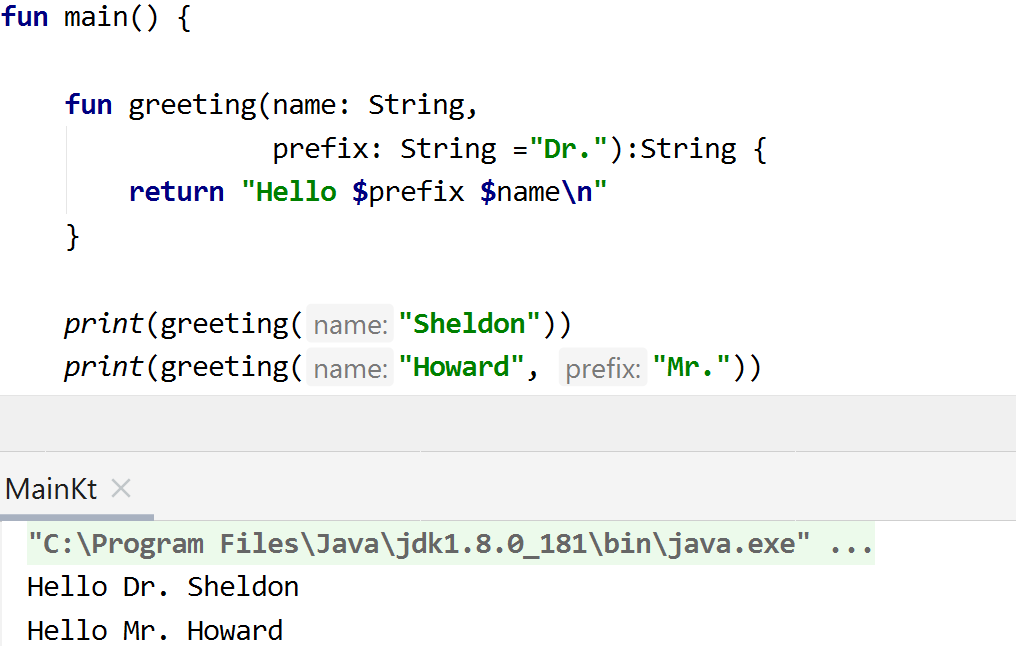 fun main() {
fun greeting(name: String,
prefix: String ="Dr."):String {
return "Hello $prefix $name\n"
}
print(greeting( name: "Sheldon"))
print(greeting( name: "Howard", prefix: "Mr."))
MainKt ×
"C:\Program Files\Java\jdk1.8.0_181\bin\java.exe" ...
Hello Dr. Sheldon
Hello Mr. Howard